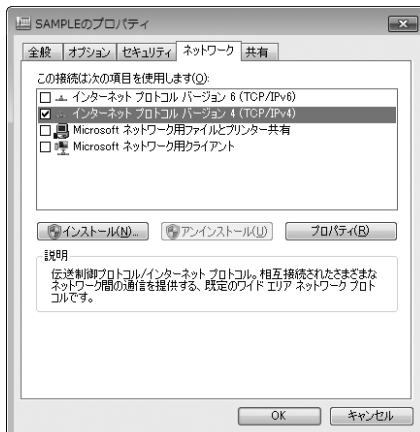 SAMPLEのプロパティ
全般 オプション セキュリティ ネットワーク 共有
この接続は次の項目を使用します(O):
インターネット プロトコル バージョン 6 (TCP/IPv6)
インターネット プロトコル バージョン 4 (TCP/IPv4)
Microsoft ネットワーク用ファイルとプリンター共有
Microsoft ネットワーク用クライアント
インストール(N)... アンインストール(U) プロパティ(R)
説明
伝送制御プロトコル/インターネット プロトコル。相互接続されたさまざまな
ネットワーク間の通信を提供する、既定のワイド エリア ネットワーク プロト
コルです。
OK キャンセル